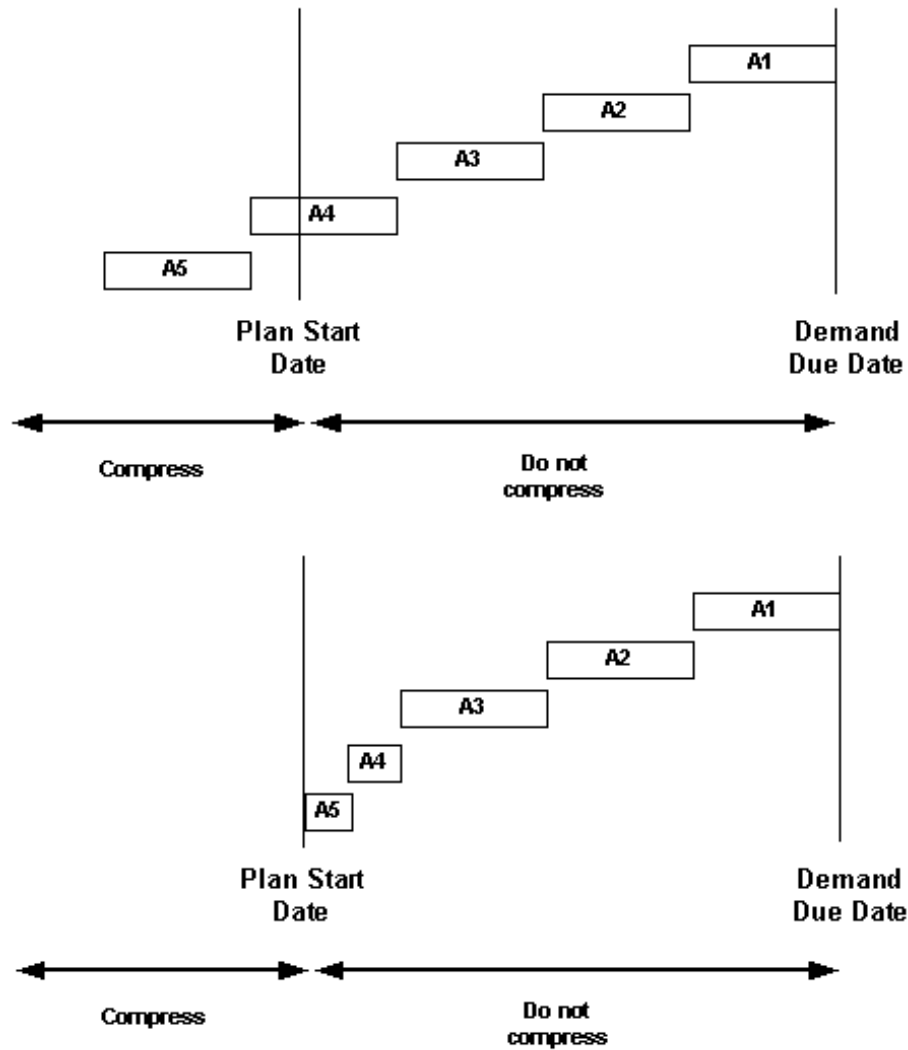 A1
A2
A3
A4
A5
Plan Start
Date
Demand
Due Date
Compress
Do not
compress
A1
A2
A3
A4
A5
Plan Start
Date
Demand
Due Date
Compress
Do not
compress